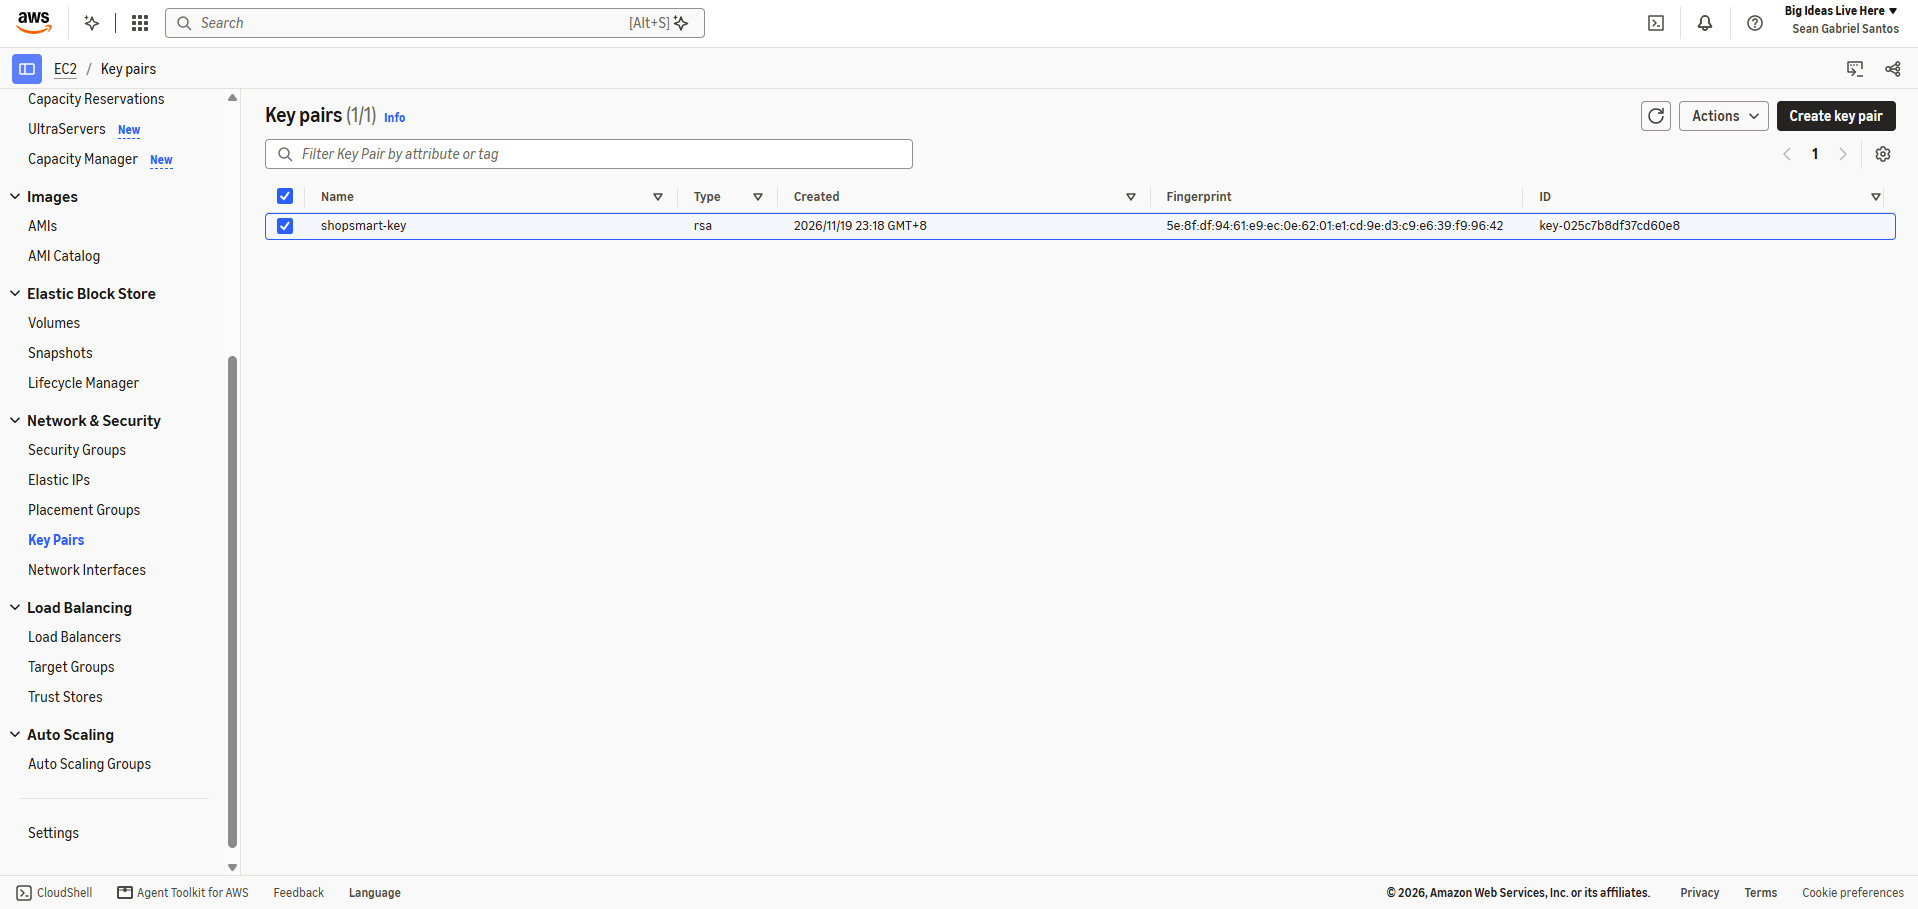 aws
Search [Alt+S]
Big Ideas Live Here
Sean Gabriel Santos
EC2 / Key pairs
Capacity Reservations
UltraServers New
Capacity Manager New
Images
AMIs
AMI Catalog
Elastic Block Store
Volumes
Snapshots
Lifecycle Manager
Network & Security
Security Groups
Elastic IPs
Placement Groups
Key Pairs
Network Interfaces
Load Balancing
Load Balancers
Target Groups
Trust Stores
Auto Scaling
Auto Scaling Groups
Settings
Key pairs (1/1) Info
Actions
Create key pair
Filter Key Pair by attribute or tag
1
Name Type Created Fingerprint ID
shopsmart-key rsa 2026/11/19 23:18 GMT+8 5e:8f:df:94:61:e9:ec:0e:62:01:e1:cd:9e:d3:c9:e6:39:f9:96:42 key-025c7b8df37cd60e8
CloudShell Agent Toolkit for AWS Feedback Language © 2026, Amazon Web Services, Inc. or its affiliates. Privacy Terms Cookie preferences